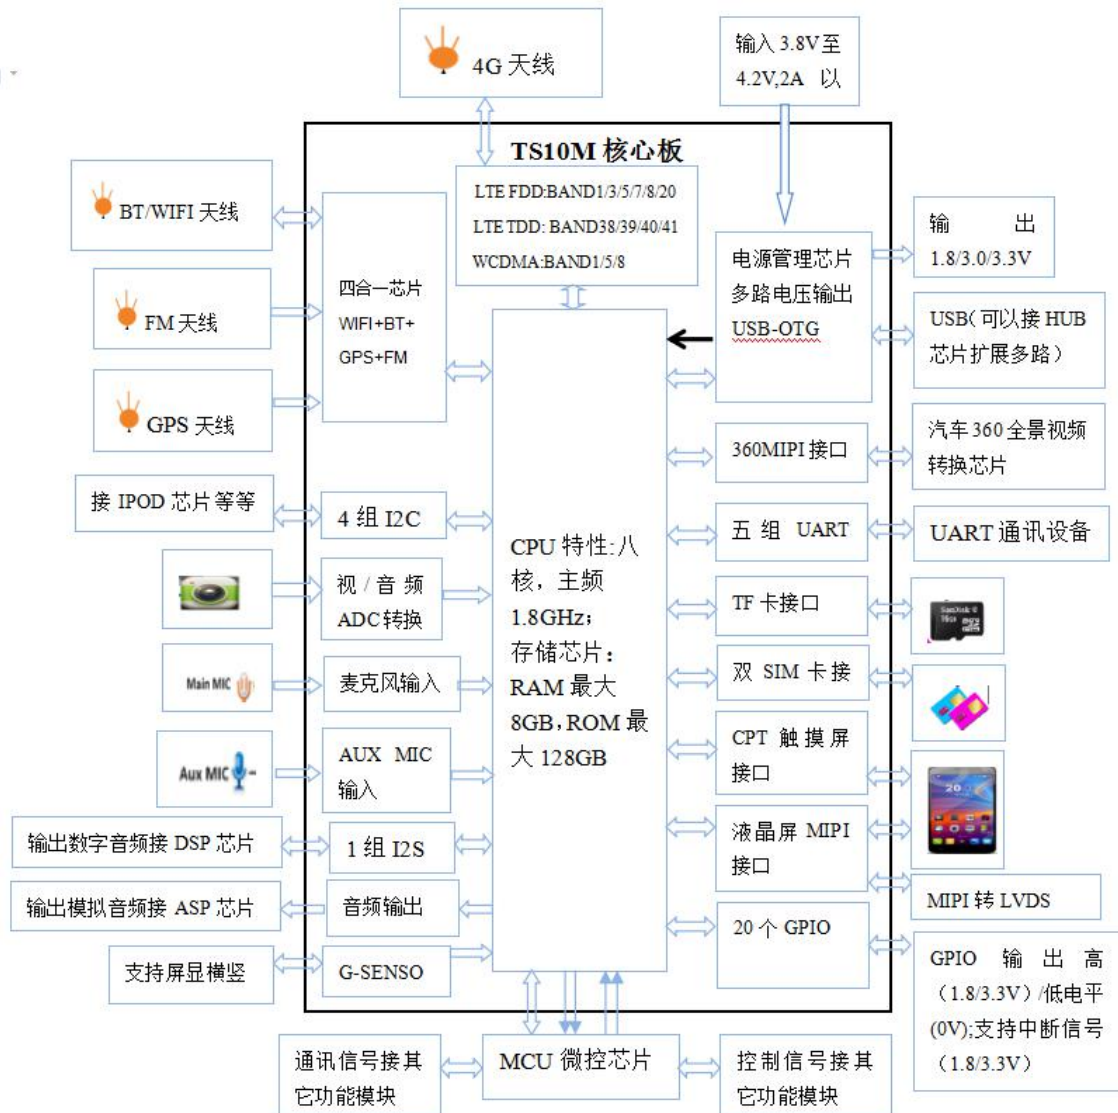 4G 天线
输入 3.8V至
4.2V,2A 以
TS10M 核心板
BT/WIFI 天线
FM 天线
GPS 天线
四合一芯片
WIFI+BT+
GPS+FM
LTE FDD:BAND1/3/5/7/8/20
LTE TDD: BAND38/39/40/41
WCDMA:BAND1/5/8
电源管理芯片
多路电压输出
USB-OTG
输 出
1.8/3.0/3.3V
USB(可以接 HUB
芯片扩展多路)
360MIPI 接口
汽车 360 全景视频
转换芯片
接 IPOD 芯片等等
4 组 I2C
五组 UART
UART 通讯设备
视/音频
ADC 转换
CPU 特性:八
核，主频
1.8GHz；
存储芯片：
RAM 最大
8GB,ROM 最
大 128GB
TF 卡接口
SanDisk
16GB
Main MIC
麦克风输入
双 SIM 卡接
Aux MIC
AUX MIC
输入
CPT 触摸屏
接口
20
输出数字音频接 DSP 芯片
1 组 I2S
液晶屏 MIPI
接口
输出模拟音频接 ASP 芯片
音频输出
MIPI 转 LVDS
支持屏显横竖
G-SENSO
20 个 GPIO
GPIO 输出高
（1.8/3.3V）/低电平
(0V);支持中断信号
（1.8/3.3V）
通讯信号接其
它功能模块
MCU 微控芯片
控制信号接其
它功能模块